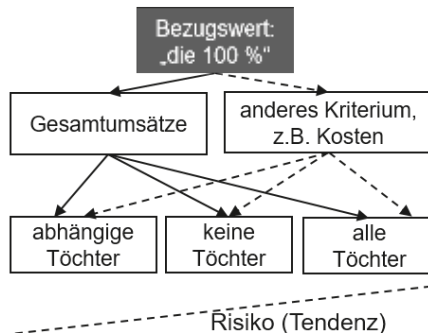 Bezugswert:
„die 100 %“
Gesamtumsätze
anderes Kriterium,
z.B. Kosten
abhängige
Töchter
keine
Töchter
alle
Töchter
Risiko (Tendenz)